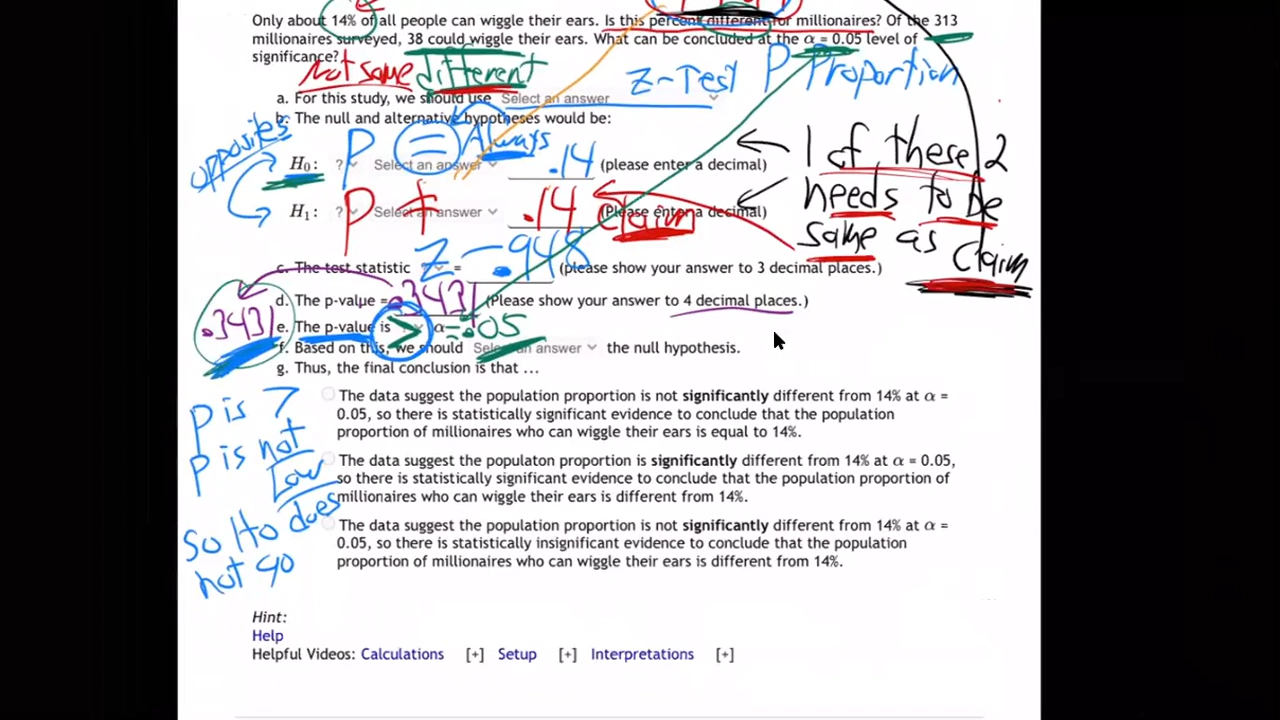 Only about 14% of all people can wiggle their ears. Is this percent different for millionaires? Of the 313
millionaires surveyed, 38 could wiggle their ears. What can be concluded at the α = 0.05 level of
significance?
not same different
z-Test P Proportion
a. For this study, we should use Select an answer
b. The null and alternative hypotheses would be:
opposites
P = Always
H₀: ? Select an answer .14 (please enter a decimal)
H₁: ? Select an answer .14 (Please enter a decimal)
P ≠ Claim
1 of these 2
needs to be
same as Claim
c. The test statistic z = -.948 (please show your answer to 3 decimal places.)
d. The p-value = .3431 (Please show your answer to 4 decimal places.)
.3431
e. The p-value is > α = .05
f. Based on this, we should Select an answer the null hypothesis.
g. Thus, the final conclusion is that ...
P is >
P is not
Low
So Ho does
not go
The data suggest the population proportion is not significantly different from 14% at α =
0.05, so there is statistically significant evidence to conclude that the population
proportion of millionaires who can wiggle their ears is equal to 14%.
The data suggest the populaton proportion is significantly different from 14% at α = 0.05,
so there is statistically significant evidence to conclude that the population proportion of
millionaires who can wiggle their ears is different from 14%.
The data suggest the population proportion is not significantly different from 14% at α =
0.05, so there is statistically insignificant evidence to conclude that the population
proportion of millionaires who can wiggle their ears is different from 14%.
Hint:
Help
Helpful Videos: Calculations [+] Setup [+] Interpretations [+]